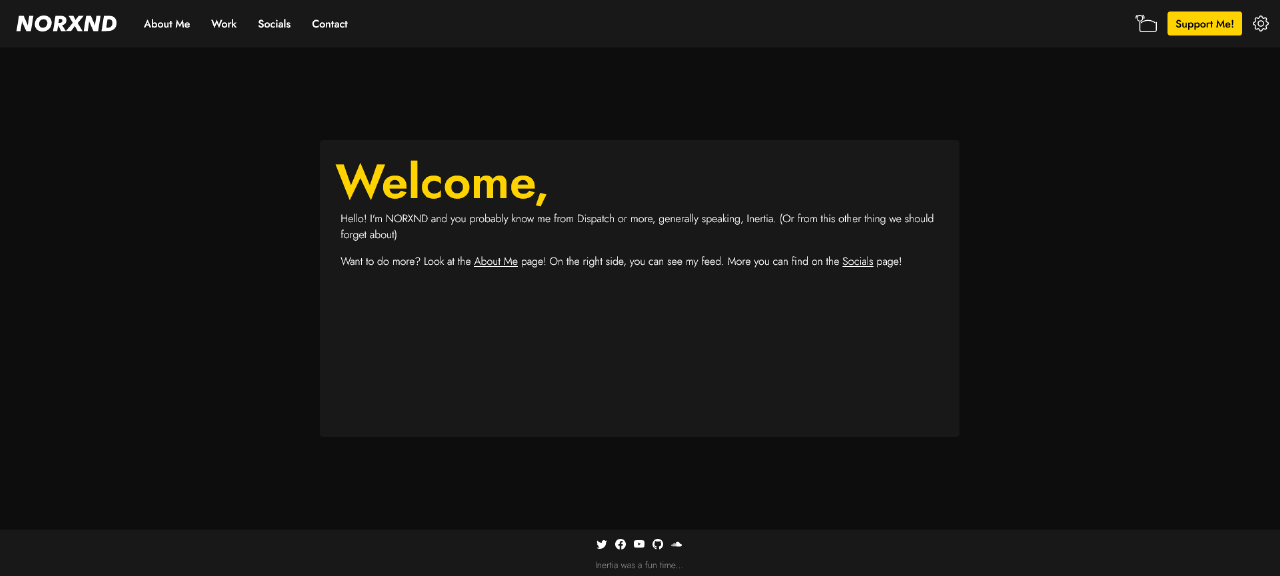 NORXND
About Me
Work
Socials
Contact
Support Me!
Welcome,
Hello! I'm NORXND and you probably know me from Dispatch or more, generally speaking, Inertia. (Or from this other thing we should
forget about)
Want to do more? Look at the About Me page! On the right side, you can see my feed. More you can find on the Socials page!
Inertia was a fun time...